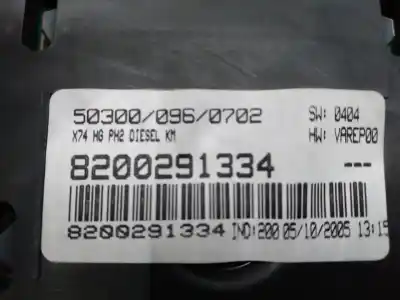 50300/096/0702 SW: 0404
X74 HG PH2 DIESEL KM HW: VAREP00
8200291334 ---
8200291334 IND:200 05/10/2005 13:15